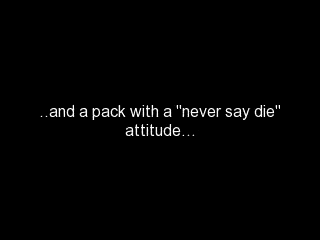 ..and a pack with a "never say die"
attitude...